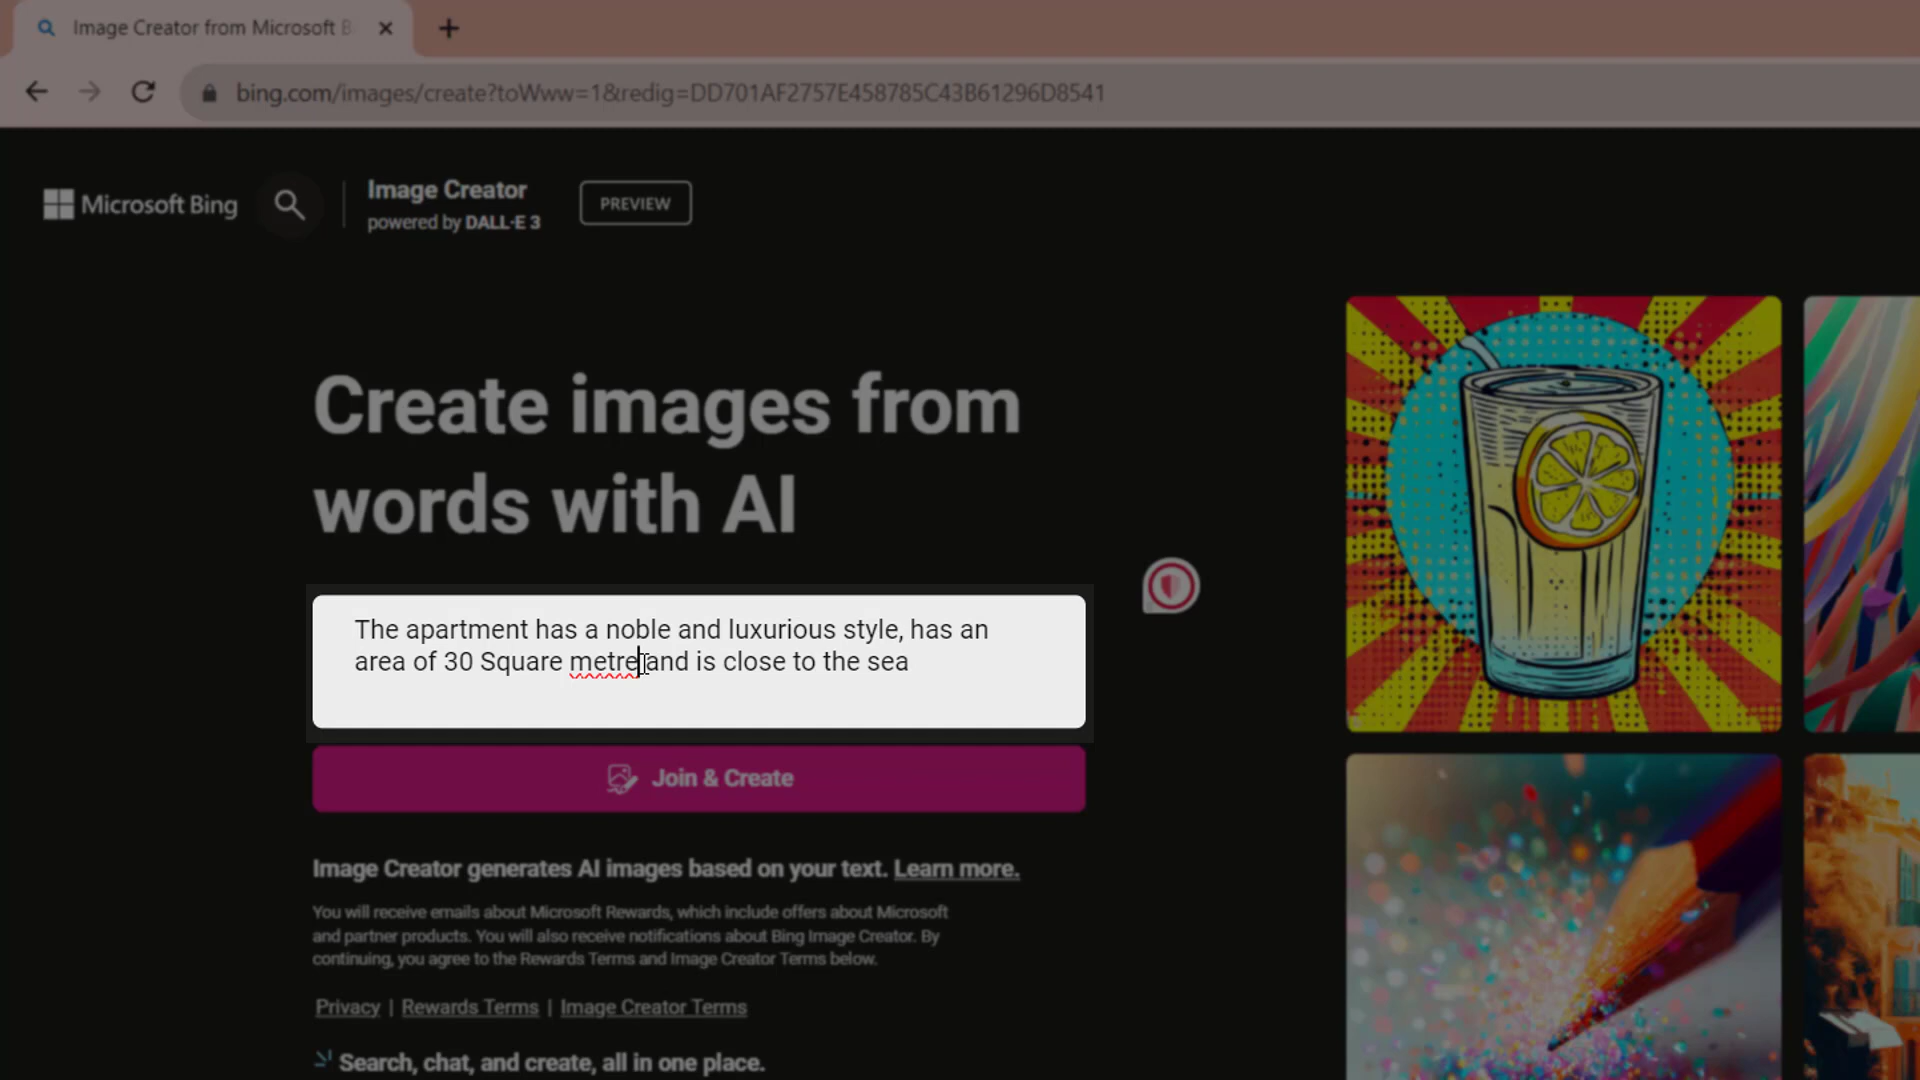 Image Creator from Microsoft B
bing.com/images/create?toWww=1&redig=DD701AF2757E458785C43B61296D8541
Microsoft Bing
Image Creator
powered by DALL·E 3
PREVIEW
Create images from
words with AI
The apartment has a noble and luxurious style, has an
area of 30 Square metre and is close to the sea
Join & Create
Image Creator generates AI images based on your text. Learn more.
You will receive emails about Microsoft Rewards, which include offers about Microsoft
and partner products. You will also receive notifications about Bing Image Creator. By
continuing, you agree to the Rewards Terms and Image Creator Terms below.
Privacy | Rewards Terms | Image Creator Terms
Search, chat, and create, all in one place.